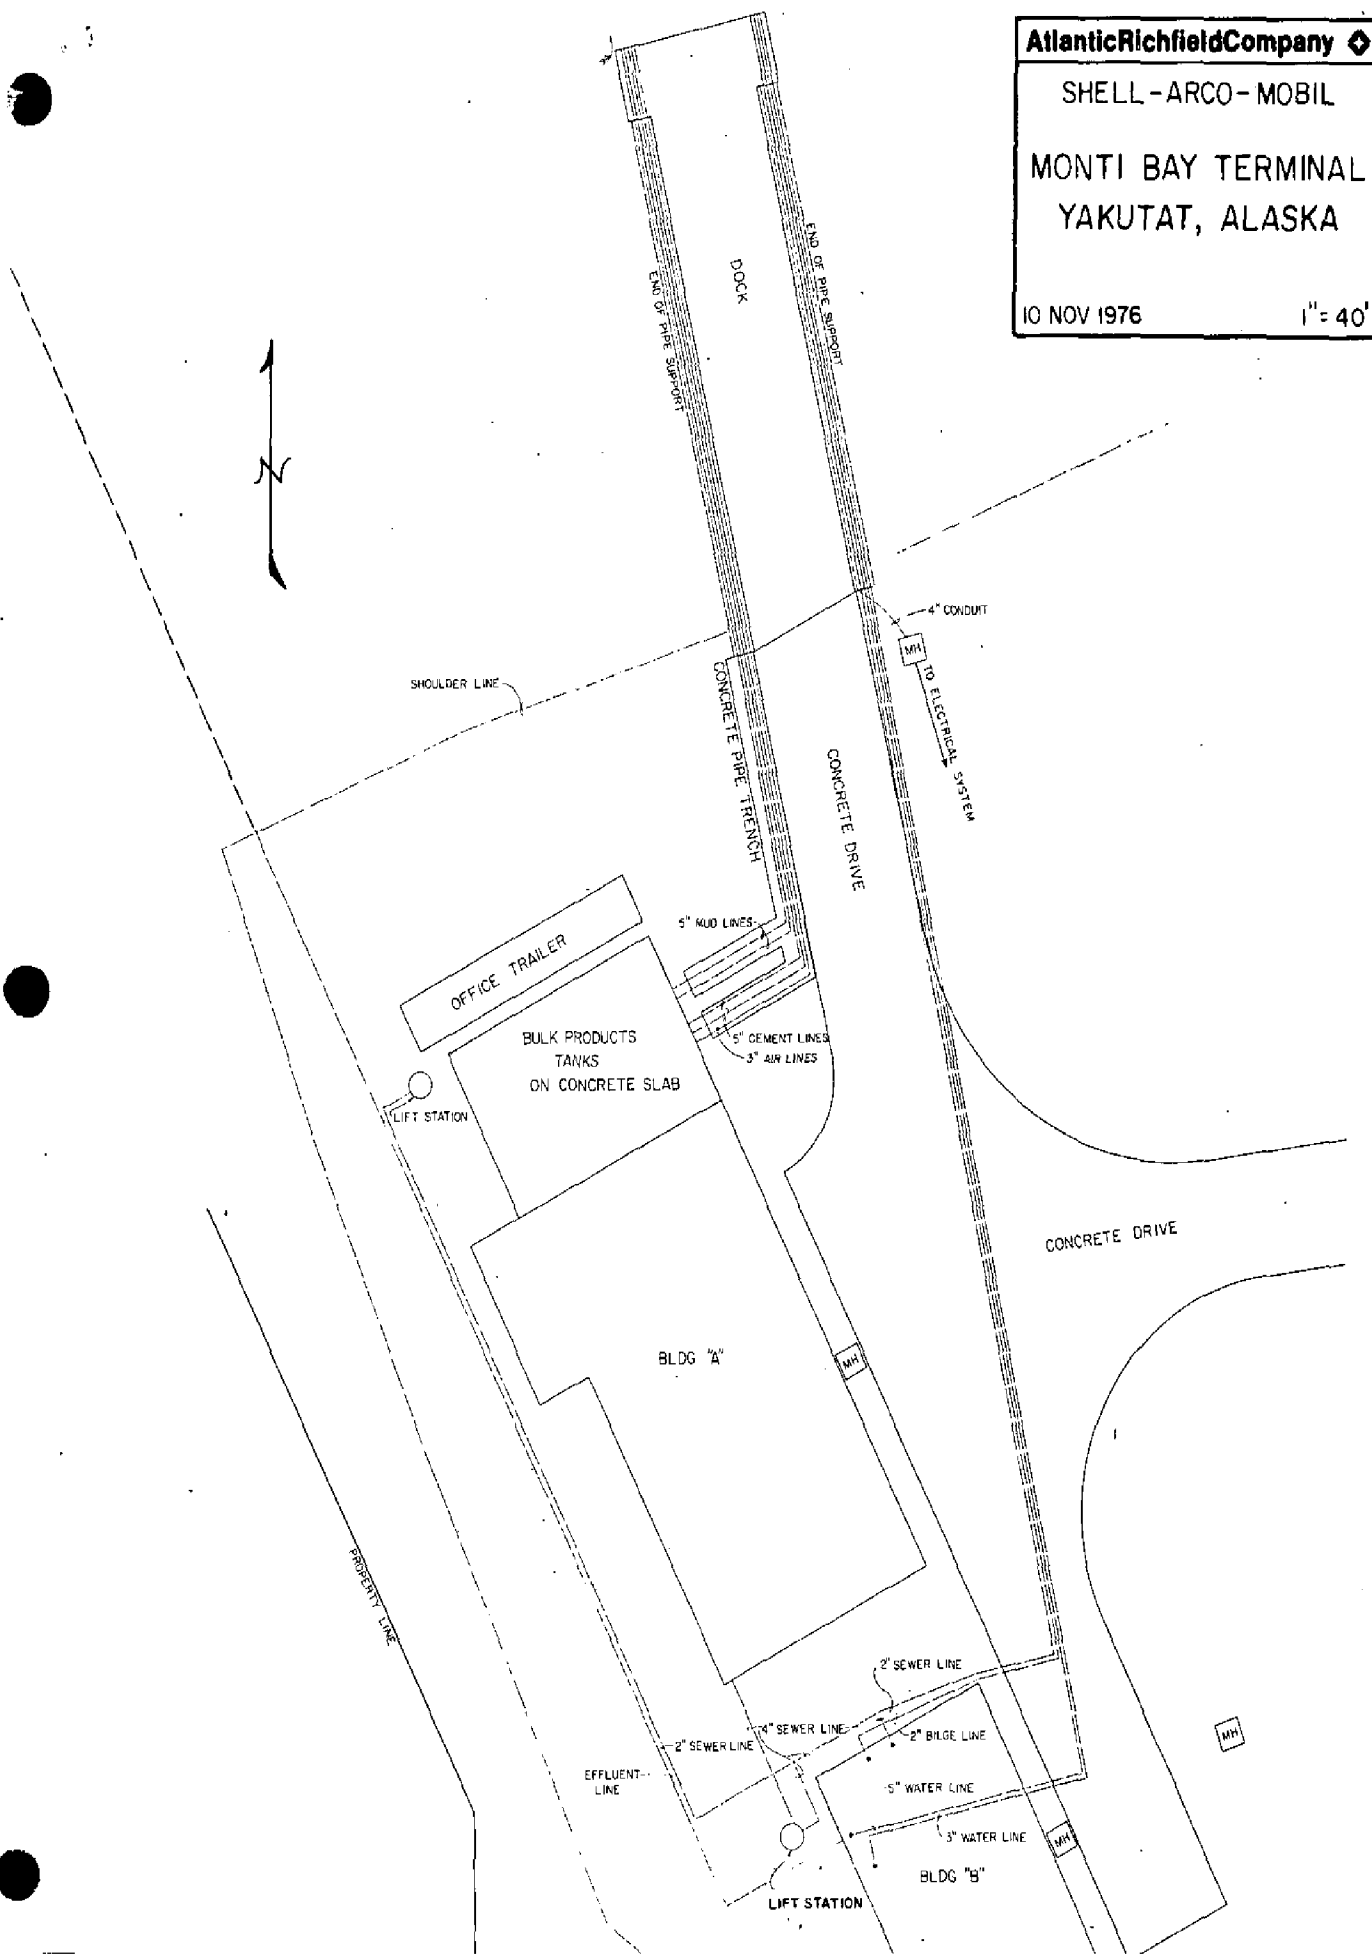 AtlanticRichfieldCompany
SHELL-ARCO-MOBIL
MONTI BAY TERMINAL
YAKUTAT, ALASKA
10 NOV 1976
1"= 40'
DOCK
END OF PIPE SUPPORT
END OF PIPE SUPPORT
N
4" CONDUIT
MH
TO ELECTRICAL SYSTEM
SHOULDER LINE
CONCRETE PIPE TRENCH
CONCRETE DRIVE
5" MUD LINES
OFFICE TRAILER
BULK PRODUCTS
TANKS
ON CONCRETE SLAB
5" CEMENT LINES
3" AIR LINES
LIFT STATION
CONCRETE DRIVE
BLDG "A"
MH
PROPERTY LINE
2" SEWER LINE
4" SEWER LINE
2" BILGE LINE
2" SEWER LINE
MH
EFFLUENT
LINE
5" WATER LINE
3" WATER LINE
MH
BLDG "B"
LIFT STATION